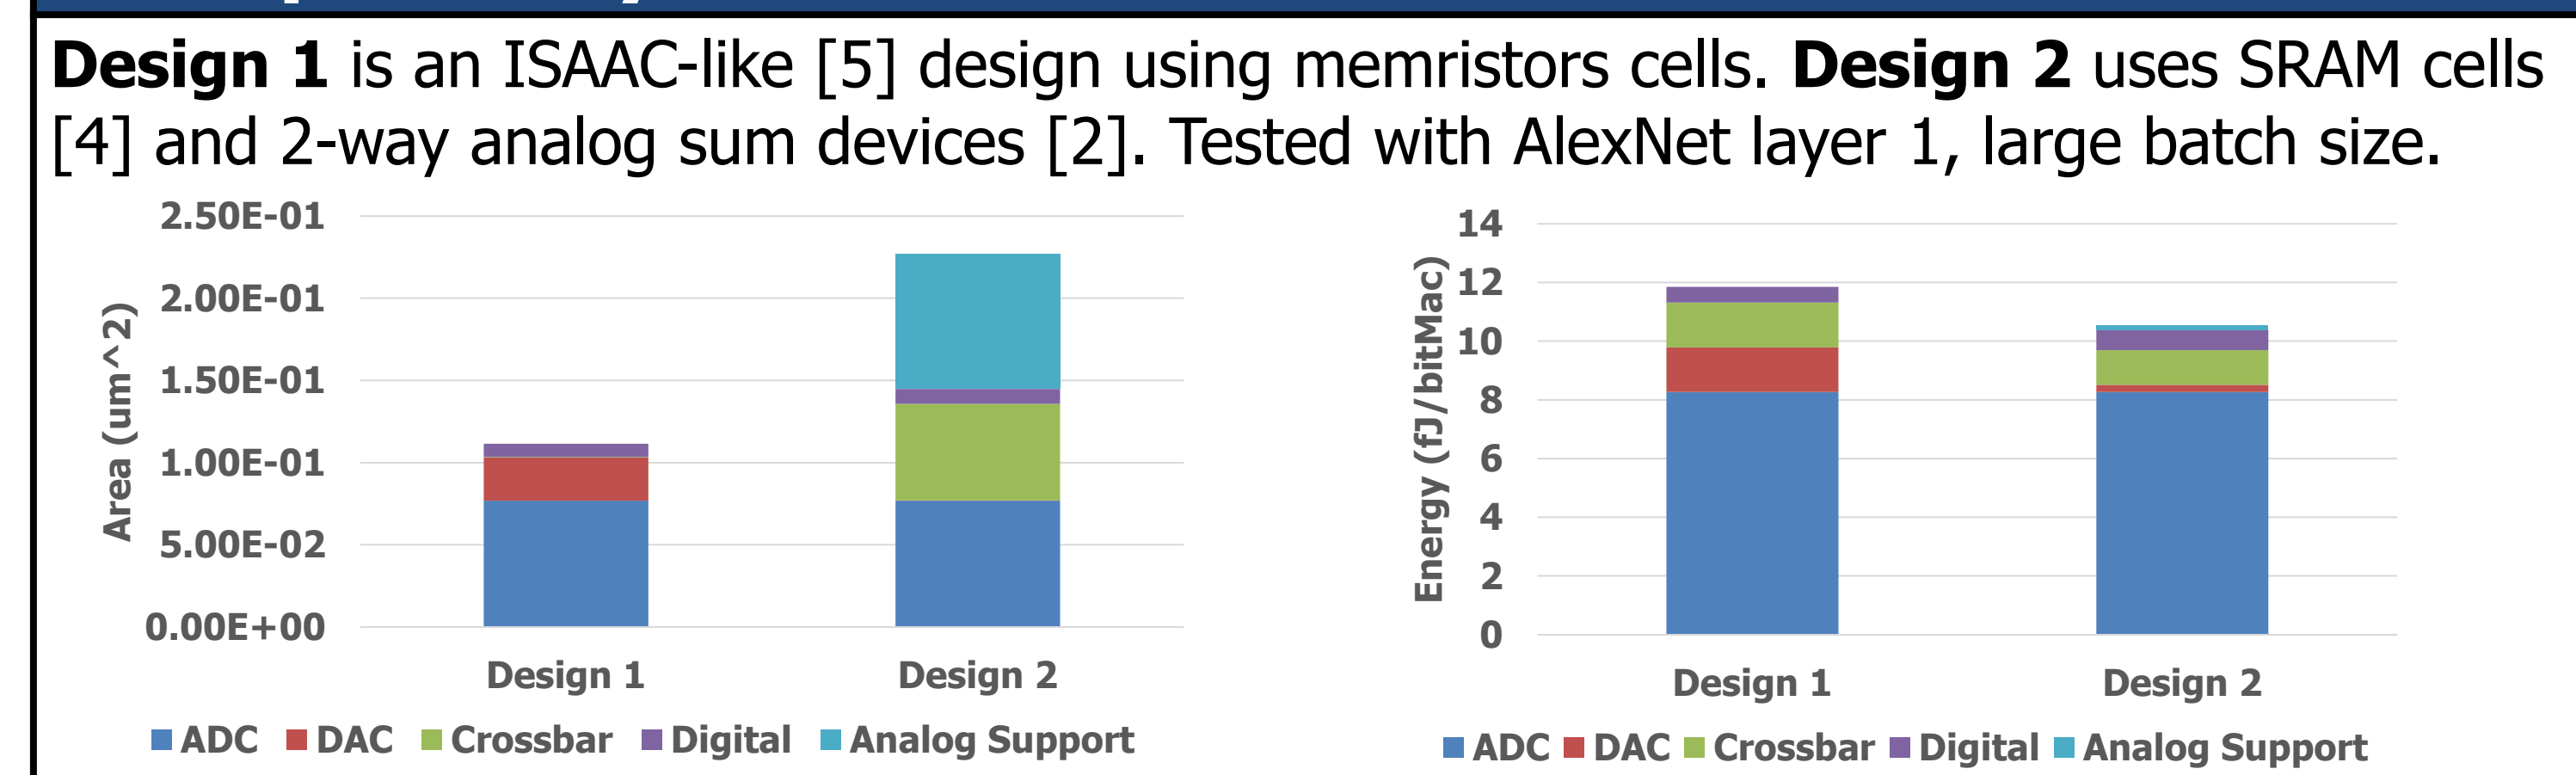 Design 1 is an ISAAC-like [5] design using memristors cells. Design 2 uses SRAM cells
[4] and 2-way analog sum devices [2]. Tested with AlexNet layer 1, large batch size.
Area (um^2)
2.50E-01
2.00E-01
1.50E-01
1.00E-01
5.00E-02
0.00E+00
Design 1 Design 2
ADC DAC Crossbar Digital Analog Support
Energy (fJ/bitMac)
14
12
10
8
6
4
2
0
Design 1 Design 2
ADC DAC Crossbar Digital Analog Support